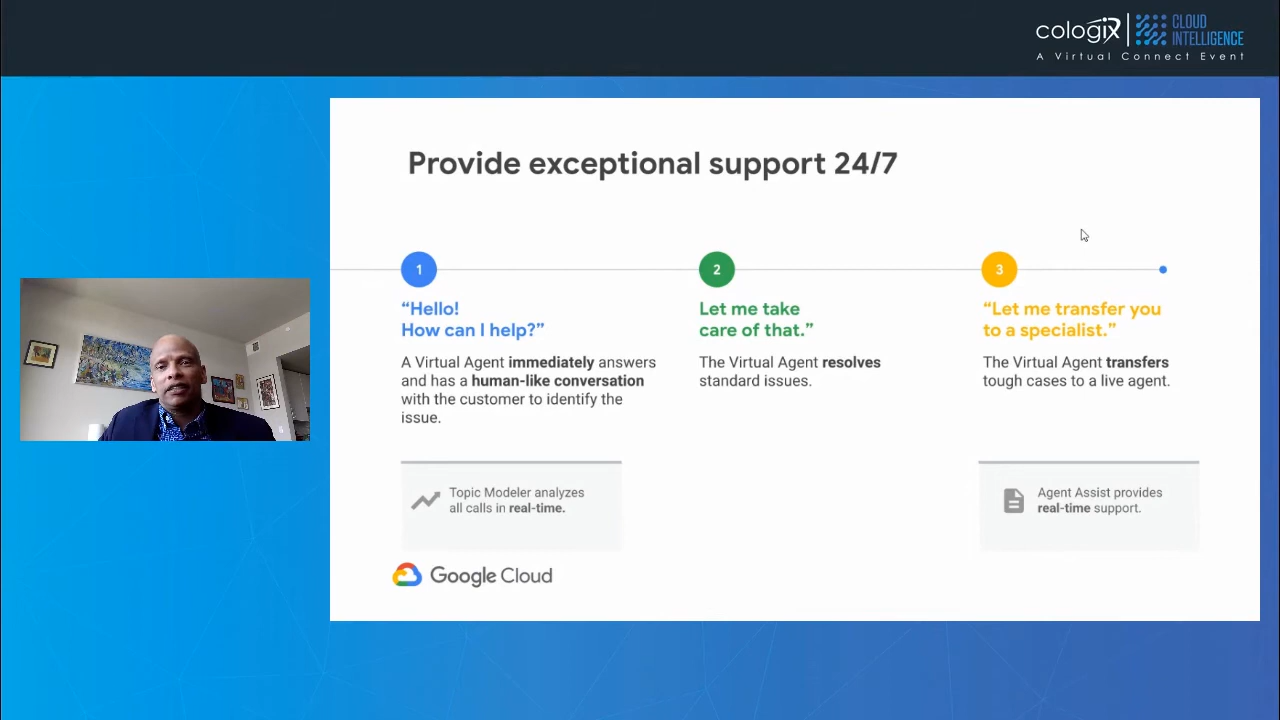 cologix
CLOUD
INTELLIGENCE
A Virtual Connect Event
Provide exceptional support 24/7
1
“Hello!
How can I help?”
A Virtual Agent immediately answers
and has a human-like conversation
with the customer to identify the
issue.
Topic Modeler analyzes
all calls in real-time.
2
Let me take
care of that.”
The Virtual Agent resolves
standard issues.
3
“Let me transfer you
to a specialist.”
The Virtual Agent transfers
tough cases to a live agent.
Agent Assist provides
real-time support.
Google Cloud